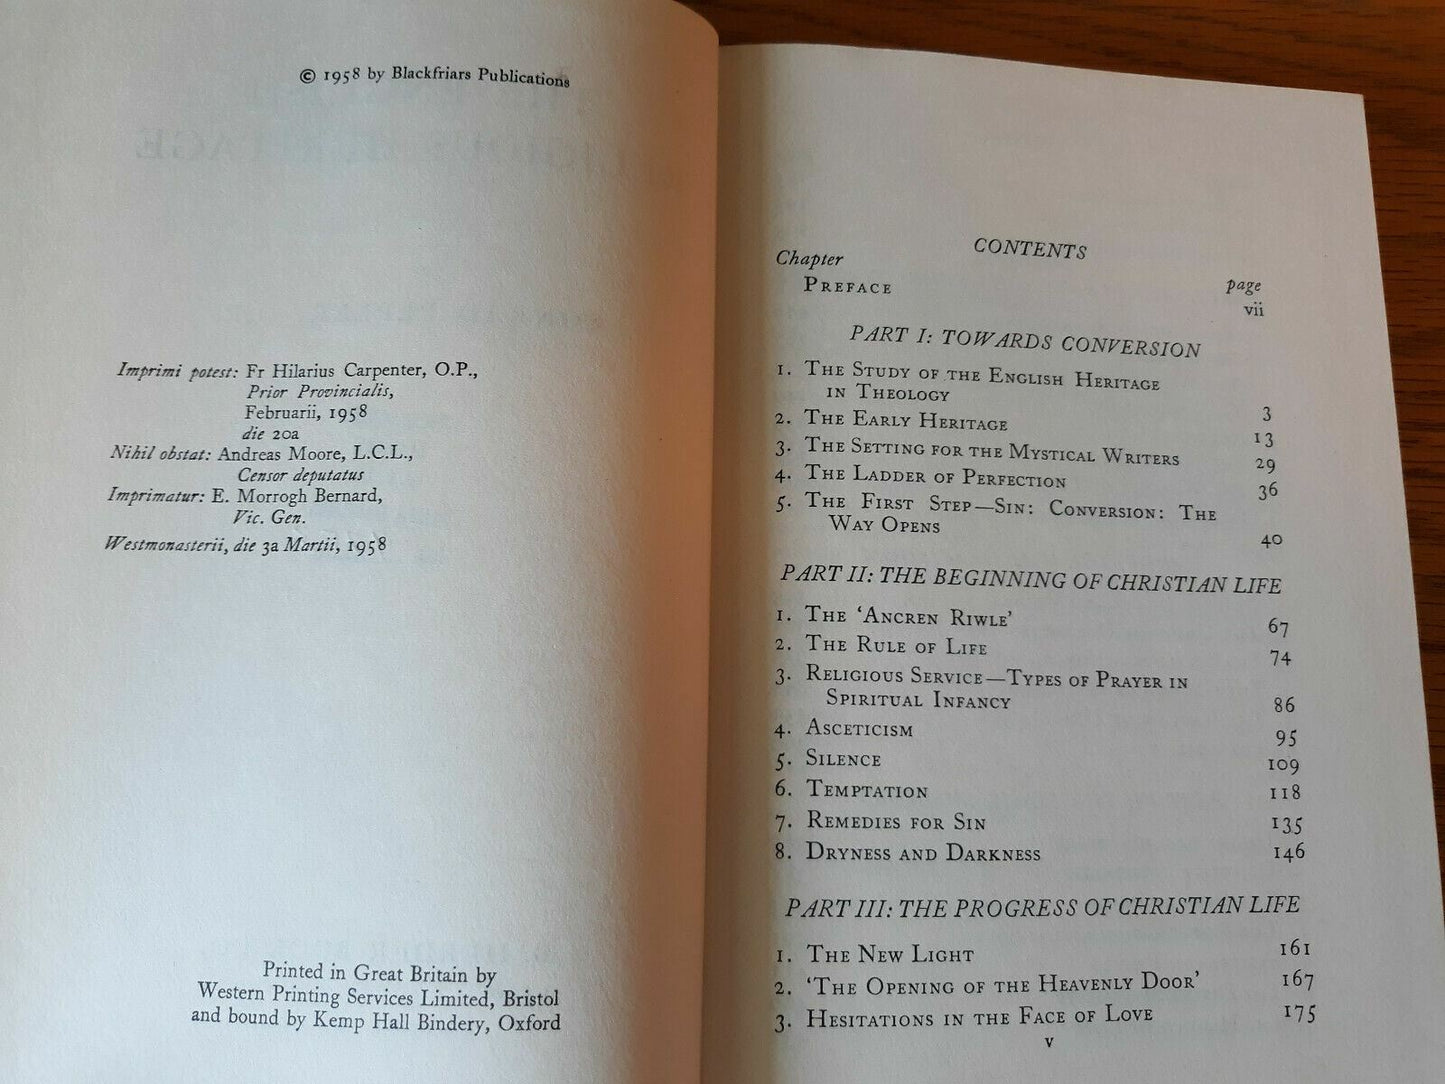 © 1958 by Blackfriars Publications
Imprimi potest: Fr Hilarius Carpenter, O.P.,
Prior Provincialis,
Februarii, 1958
die 20a
Nihil obstat: Andreas Moore, L.C.L.,
Censor deputatus
Imprimatur: E. Morrogh Bernard,
Vic. Gen.
Westmonasterii, die 3a Martii, 1958
Printed in Great Britain by
Western Printing Services Limited, Bristol
and bound by Kemp Hall Bindery, Oxford
CONTENTS
Chapter page
PREFACE vii
PART I: TOWARDS CONVERSION
1. THE STUDY OF THE ENGLISH HERITAGE
IN THEOLOGY 3
2. THE EARLY HERITAGE 13
3. THE SETTING FOR THE MYSTICAL WRITERS 29
4. THE LADDER OF PERFECTION 36
5. THE FIRST STEP—SIN: CONVERSION: THE
WAY OPENS 40
PART II: THE BEGINNING OF CHRISTIAN LIFE
1. THE ‘ANCREN RIWLE’ 67
2. THE RULE OF LIFE 74
3. RELIGIOUS SERVICE—TYPES OF PRAYER IN
SPIRITUAL INFANCY 86
4. ASCETICISM 95
5. SILENCE 109
6. TEMPTATION 118
7. REMEDIES FOR SIN 135
8. DRYNESS AND DARKNESS 146
PART III: THE PROGRESS OF CHRISTIAN LIFE
1. THE NEW LIGHT 161
2. ‘THE OPENING OF THE HEAVENLY DOOR’ 167
3. HESITATIONS IN THE FACE OF LOVE 175
v